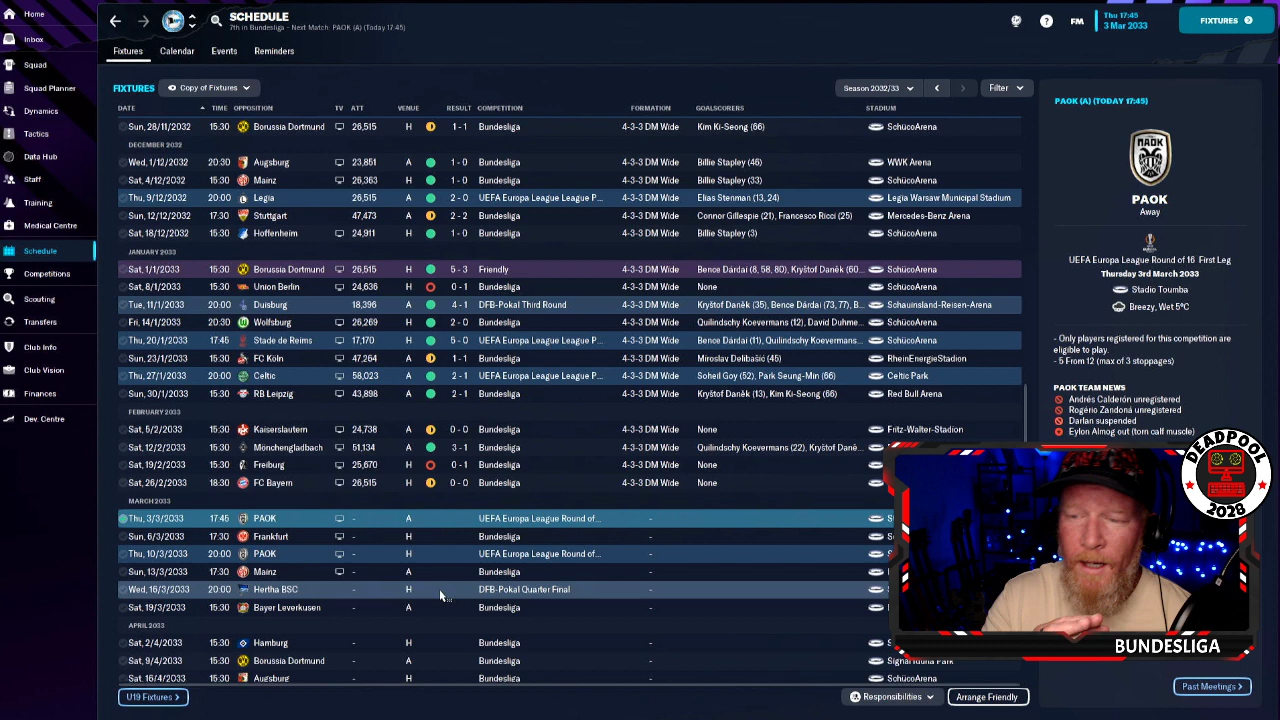 Home
Inbox
Squad
Squad Planner
Dynamics
Tactics
Data Hub
Staff
Training
Medical Centre
Schedule
Competitions
Scouting
Transfers
Club Info
Club Vision
Finances
Dev. Centre
SCHEDULE
7th in Bundesliga - Next Match: PAOK (A) (Today 17:45)
FM
Thu 17:45
3 Mar 2033
FIXTURES
Fixtures Calendar Events Reminders
FIXTURES Copy of Fixtures Season 2032/33 Filter
DATE TIME OPPOSITION TV ATT VENUE RESULT COMPETITION FORMATION GOALSCORERS STADIUM
Sun, 28/11/2032 15:30 Borussia Dortmund 26,515 H 1 - 1 Bundesliga 4-3-3 DM Wide Kim Ki-Seong (66) SchücoArena
DECEMBER 2032
Wed, 1/12/2032 20:30 Augsburg 23,851 A 1 - 0 Bundesliga 4-3-3 DM Wide Billie Stapley (46) WWK Arena
Sat, 4/12/2032 15:30 Mainz 26,363 H 1 - 0 Bundesliga 4-3-3 DM Wide Billie Stapley (33) SchücoArena
Thu, 9/12/2032 20:00 Legia 26,515 A 2 - 0 UEFA Europa League League P... 4-3-3 DM Wide Elias Stenman (13, 24) Legia Warsaw Municipal Stadium
Sun, 12/12/2032 17:30 Stuttgart 47,473 A 2 - 2 Bundesliga 4-3-3 DM Wide Connor Gillespie (21), Francesco Ricci (25) Mercedes-Benz Arena
Sat, 18/12/2032 15:30 Hoffenheim 24,911 H 1 - 0 Bundesliga 4-3-3 DM Wide Billie Stapley (3) SchücoArena
JANUARY 2033
Sat, 1/1/2033 15:30 Borussia Dortmund 26,515 H 5 - 3 Friendly 4-3-3 DM Wide Bence Dárdai (8, 58, 80), Kryštof Daněk (60... SchücoArena
Sat, 8/1/2033 15:30 Union Berlin 24,636 H 0 - 1 Bundesliga 4-3-3 DM Wide None SchücoArena
Tue, 11/1/2033 20:00 Duisburg 18,396 A 4 - 1 DFB-Pokal Third Round 4-3-3 DM Wide Kryštof Daněk (35), Bence Dárdai (73, 77), B... Schauinsland-Reisen-Arena
Fri, 14/1/2033 20:30 Wolfsburg 26,269 H 2 - 0 Bundesliga 4-3-3 DM Wide Quilindschy Koevermans (12), David Duhme... SchücoArena
Thu, 20/1/2033 17:45 Stade de Reims 17,170 H 5 - 0 UEFA Europa League League P... 4-3-3 DM Wide Bence Dárdai (11), Quilindschy Koevermans... SchücoArena
Sun, 23/1/2033 15:30 FC Köln 47,264 A 1 - 1 Bundesliga 4-3-3 DM Wide Miroslav Delibašić (45) RheinEnergieStadion
Thu, 27/1/2033 20:00 Celtic 58,023 A 2 - 1 UEFA Europa League League P... 4-3-3 DM Wide Soheil Goy (52), Park Seung-Min (66) Celtic Park
Sun, 30/1/2033 15:30 RB Leipzig 43,898 A 2 - 1 Bundesliga 4-3-3 DM Wide Kryštof Daněk (13), Kim Ki-Seong (66) Red Bull Arena
FEBRUARY 2033
Sat, 5/2/2033 15:30 Kaiserslautern 24,738 A 0 - 0 Bundesliga 4-3-3 DM Wide None Fritz-Walter-Stadion
Sat, 12/2/2033 15:30 Mönchengladbach 51,134 A 3 - 1 Bundesliga 4-3-3 DM Wide Quilindschy Koevermans (22), Kryštof Daně...
Sat, 19/2/2033 15:30 Freiburg 25,670 H 0 - 1 Bundesliga 4-3-3 DM Wide None
Sat, 26/2/2033 18:30 FC Bayern 26,515 H 0 - 0 Bundesliga 4-3-3 DM Wide None
MARCH 2033
Thu, 3/3/2033 17:45 PAOK - A UEFA Europa League Round of... -
Sun, 6/3/2033 17:30 Frankfurt - H Bundesliga -
Thu, 10/3/2033 20:00 PAOK - H UEFA Europa League Round of... -
Sun, 13/3/2033 17:30 Mainz - A Bundesliga -
Wed, 16/3/2033 20:00 Hertha BSC - H DFB-Pokal Quarter Final -
Sat, 19/3/2033 15:30 Bayer Leverkusen - A Bundesliga -
APRIL 2033
Sat, 2/4/2033 15:30 Hamburg - H Bundesliga -
Sat, 9/4/2033 15:30 Borussia Dortmund - A Bundesliga - Signal Iduna Park
Sat, 16/4/2033 15:30 Augsburg - H Bundesliga - SchücoArena
U19 Fixtures Responsibilities Arrange Friendly
PAOK (A) (TODAY 17:45)
ΠΑΟΚ
PAOK
Away
UEFA Europa League Round of 16 First Leg
Thursday 3rd March 2033
Stadio Toumba
Breezy, Wet 5°C
- Only players registered for this competition are
eligible to play.
- 5 From 12 (max of 3 stoppages)
PAOK TEAM NEWS
Andrés Calderón unregistered
Rogério Zandoná unregistered
Darlan suspended
Eylon Almog out (torn calf muscle)
DEADPOOL
2028
BUNDESLIGA
Past Meetings